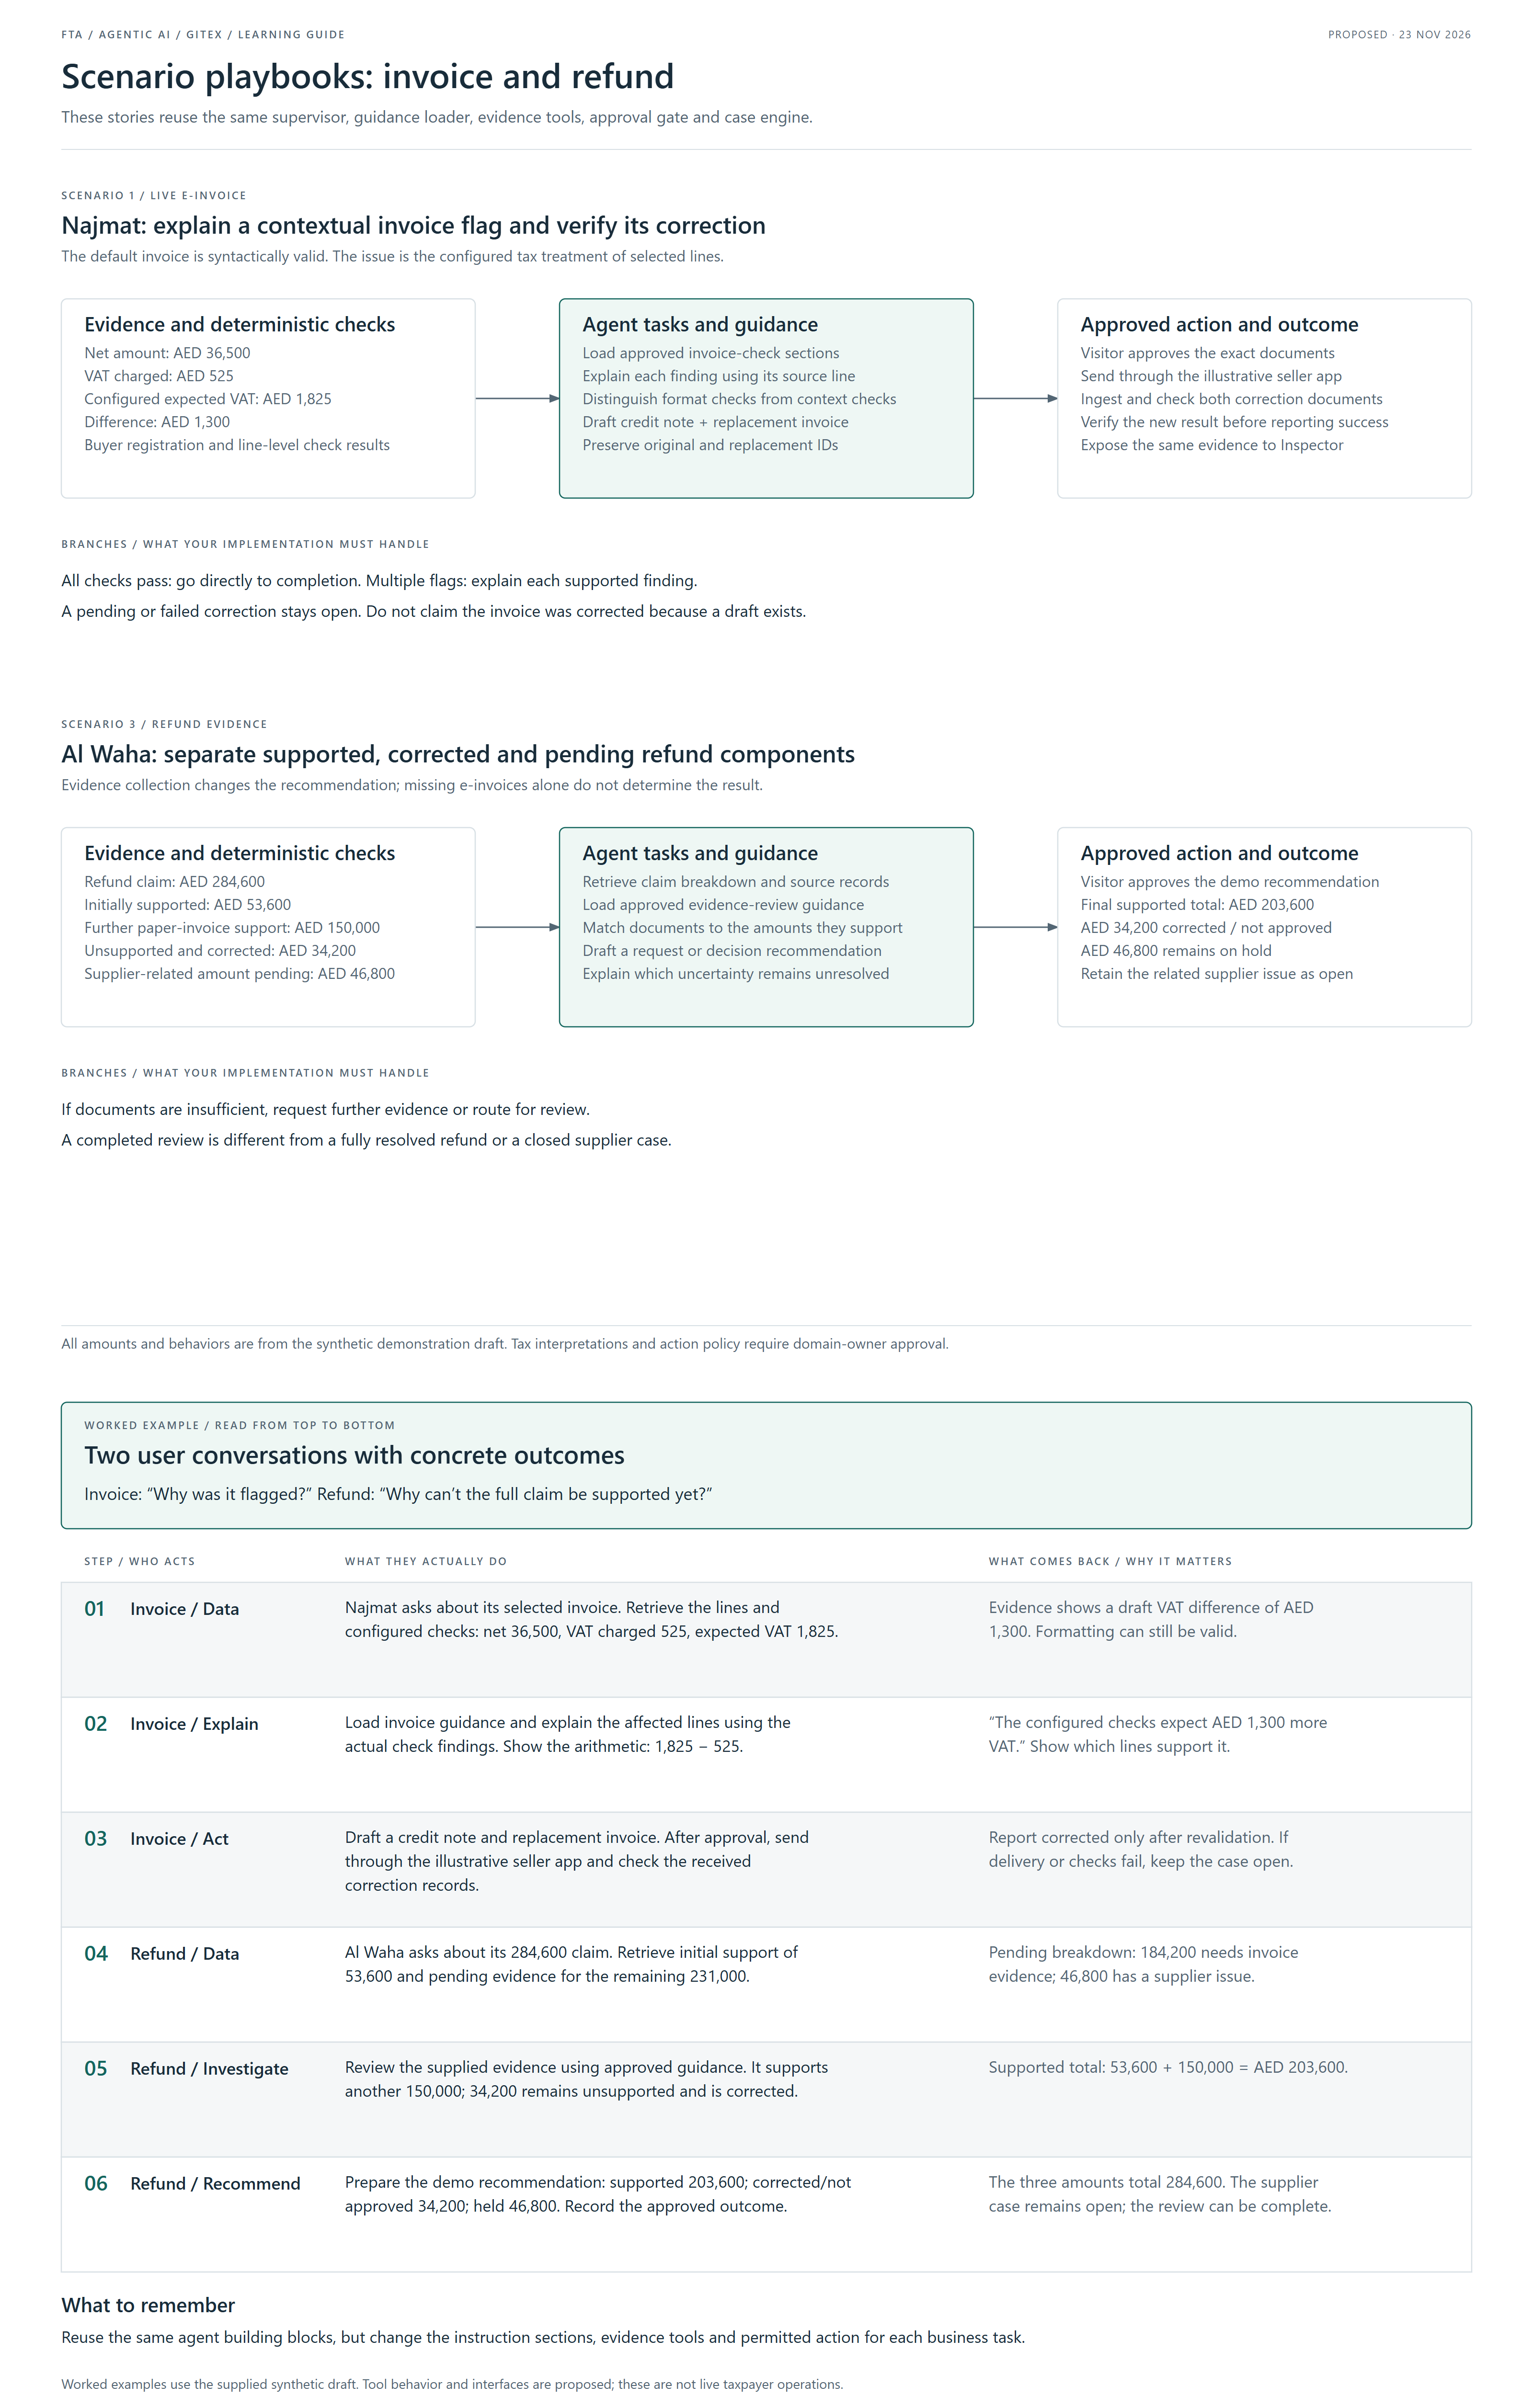 FTA / AGENTIC AI / GITEX / LEARNING GUIDE
PROPOSED · 23 NOV 2026
Scenario playbooks: invoice and refund
These stories reuse the same supervisor, guidance loader, evidence tools, approval gate and case engine.
SCENARIO 1 / LIVE E-INVOICE
Najmat: explain a contextual invoice flag and verify its correction
The default invoice is syntactically valid. The issue is the configured tax treatment of selected lines.
Evidence and deterministic checks
Net amount: AED 36,500
VAT charged: AED 525
Configured expected VAT: AED 1,825
Difference: AED 1,300
Buyer registration and line-level check results
Agent tasks and guidance
Load approved invoice-check sections
Explain each finding using its source line
Distinguish format checks from context checks
Draft credit note + replacement invoice
Preserve original and replacement IDs
Approved action and outcome
Visitor approves the exact documents
Send through the illustrative seller app
Ingest and check both correction documents
Verify the new result before reporting success
Expose the same evidence to Inspector
BRANCHES / WHAT YOUR IMPLEMENTATION MUST HANDLE
All checks pass: go directly to completion. Multiple flags: explain each supported finding.
A pending or failed correction stays open. Do not claim the invoice was corrected because a draft exists.
SCENARIO 3 / REFUND EVIDENCE
Al Waha: separate supported, corrected and pending refund components
Evidence collection changes the recommendation; missing e-invoices alone do not determine the result.
Evidence and deterministic checks
Refund claim: AED 284,600
Initially supported: AED 53,600
Further paper-invoice support: AED 150,000
Unsupported and corrected: AED 34,200
Supplier-related amount pending: AED 46,800
Agent tasks and guidance
Retrieve claim breakdown and source records
Load approved evidence-review guidance
Match documents to the amounts they support
Draft a request or decision recommendation
Explain which uncertainty remains unresolved
Approved action and outcome
Visitor approves the demo recommendation
Final supported total: AED 203,600
AED 34,200 corrected / not approved
AED 46,800 remains on hold
Retain the related supplier issue as open
BRANCHES / WHAT YOUR IMPLEMENTATION MUST HANDLE
If documents are insufficient, request further evidence or route for review.
A completed review is different from a fully resolved refund or a closed supplier case.
All amounts and behaviors are from the synthetic demonstration draft. Tax interpretations and action policy require domain-owner approval.
WORKED EXAMPLE / READ FROM TOP TO BOTTOM
Two user conversations with concrete outcomes
Invoice: “Why was it flagged?” Refund: “Why can’t the full claim be supported yet?”
STEP / WHO ACTS
WHAT THEY ACTUALLY DO
WHAT COMES BACK / WHY IT MATTERS
01 Invoice / Data
Najmat asks about its selected invoice. Retrieve the lines and
configured checks: net 36,500, VAT charged 525, expected VAT 1,825.
Evidence shows a draft VAT difference of AED
1,300. Formatting can still be valid.
02 Invoice / Explain
Load invoice guidance and explain the affected lines using the
actual check findings. Show the arithmetic: 1,825 − 525.
“The configured checks expect AED 1,300 more
VAT.” Show which lines support it.
03 Invoice / Act
Draft a credit note and replacement invoice. After approval, send
through the illustrative seller app and check the received
correction records.
Report corrected only after revalidation. If
delivery or checks fail, keep the case open.
04 Refund / Data
Al Waha asks about its 284,600 claim. Retrieve initial support of
53,600 and pending evidence for the remaining 231,000.
Pending breakdown: 184,200 needs invoice
evidence; 46,800 has a supplier issue.
05 Refund / Investigate
Review the supplied evidence using approved guidance. It supports
another 150,000; 34,200 remains unsupported and is corrected.
Supported total: 53,600 + 150,000 = AED 203,600.
06 Refund / Recommend
Prepare the demo recommendation: supported 203,600; corrected/not
approved 34,200; held 46,800. Record the approved outcome.
The three amounts total 284,600. The supplier
case remains open; the review can be complete.
What to remember
Reuse the same agent building blocks, but change the instruction sections, evidence tools and permitted action for each business task.
Worked examples use the supplied synthetic draft. Tool behavior and interfaces are proposed; these are not live taxpayer operations.